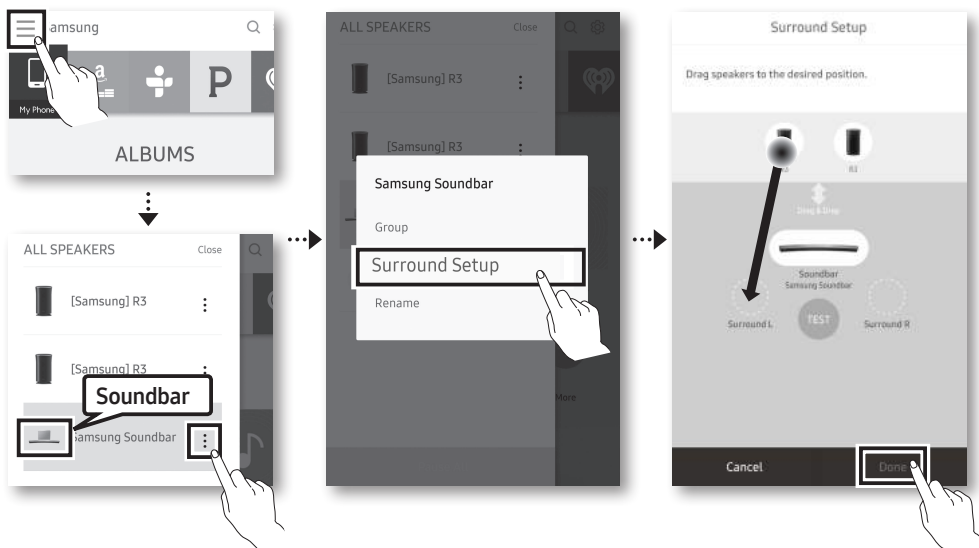 amsung
a
P
My Phone
ALBUMS
ALL SPEAKERS Close
[Samsung] R3
[Samsung] R3
Soundbar
Samsung Soundbar
ALL SPEAKERS Close
[Samsung] R3
[Samsung] R3
Samsung Soundbar
Group
Surround Setup
Rename
More
Surround Setup
Drag speakers to the desired position.
R3
R3
Drag & Drop
Soundbar
Samsung Soundbar
Surround L
TEST
Surround R
Cancel
Done